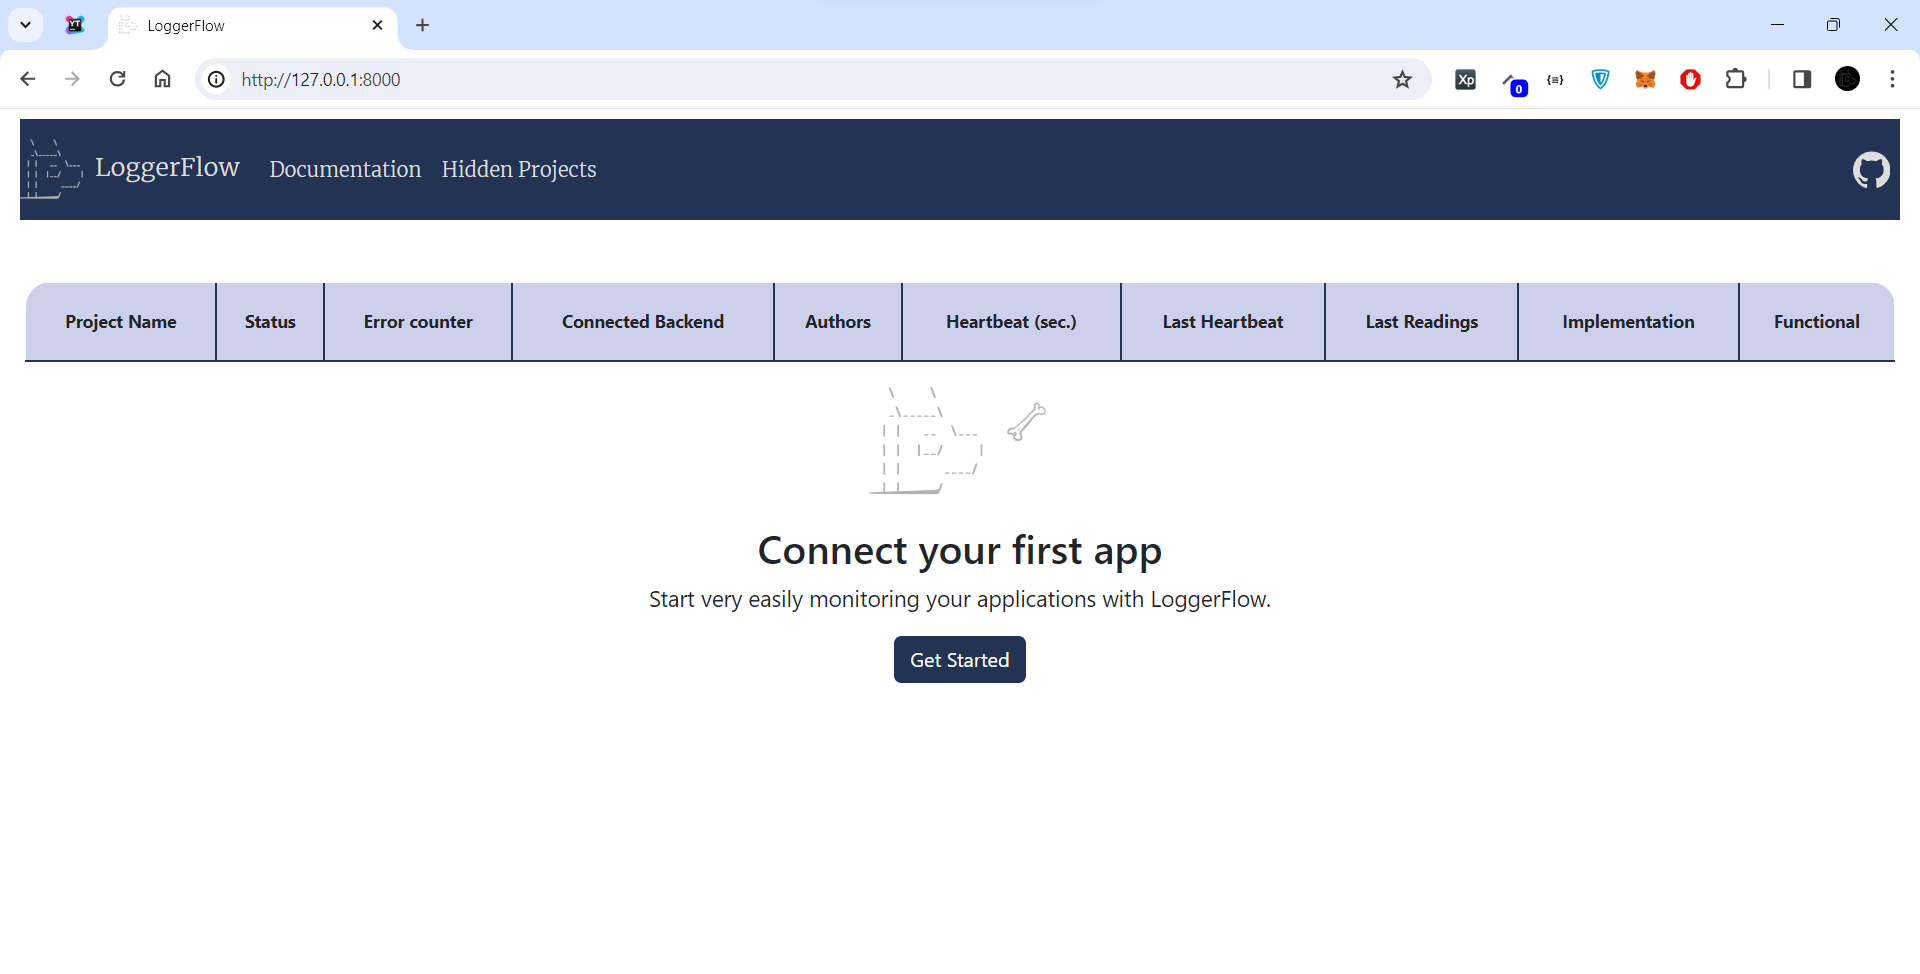 LoggerFlow
http://127.0.0.1:8000
Xp
0
LoggerFlow Documentation Hidden Projects
Project Name Status Error counter Connected Backend Authors Heartbeat (sec.) Last Heartbeat Last Readings Implementation Functional
Connect your first app
Start very easily monitoring your applications with LoggerFlow.
Get Started